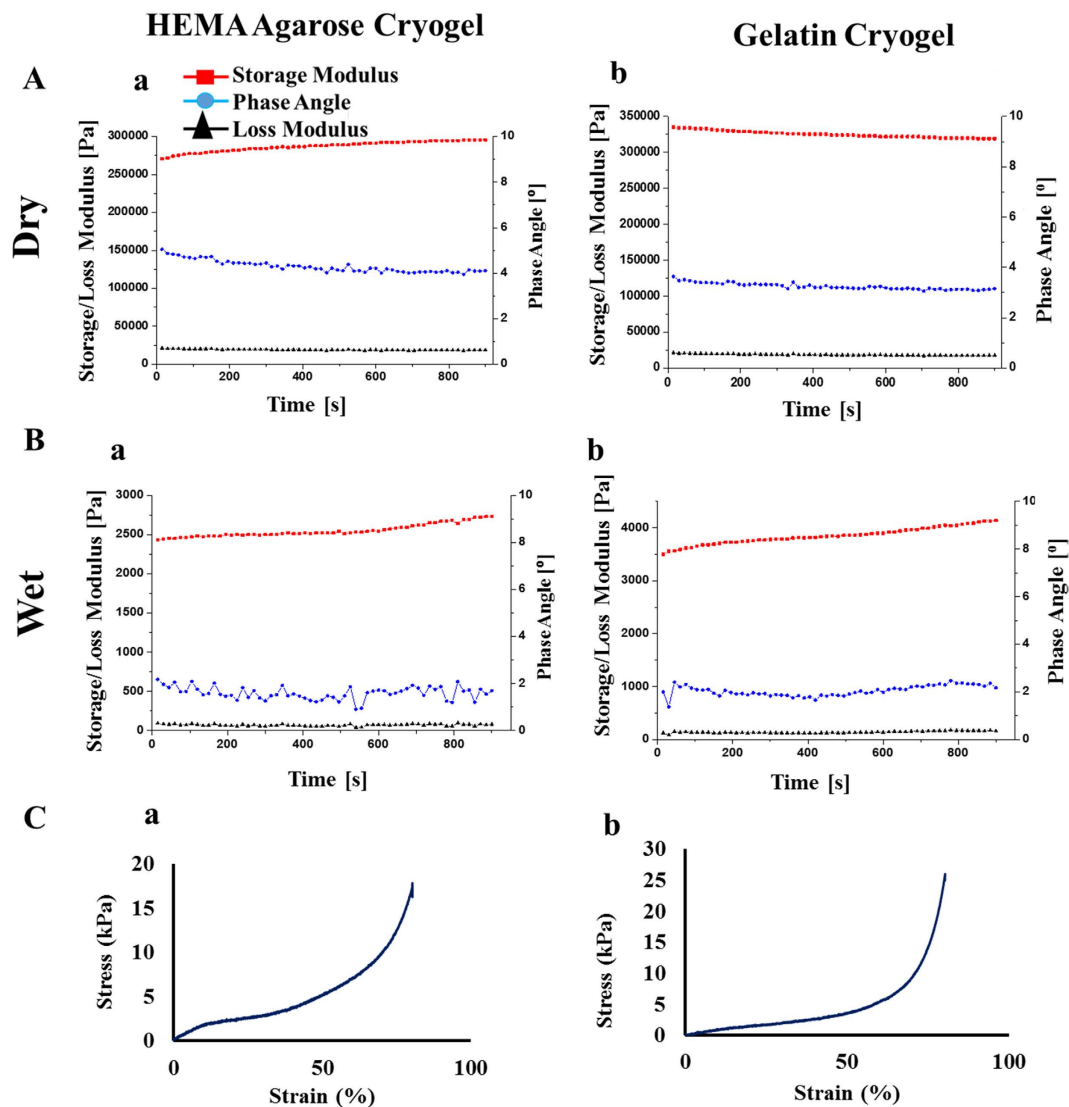 HEMA Agarose Cryogel
Gelatin Cryogel
A
a
b
Storage Modulus
Phase Angle
Loss Modulus
Dry
Storage/Loss Modulus [Pa]
300000
250000
200000
150000
100000
50000
0
10
8
6
4
2
0
Phase Angle [º]
0 200 400 600 800
Time [s]
Storage/Loss Modulus [Pa]
350000
325000
300000
275000
250000
225000
200000
175000
150000
125000
100000
75000
50000
25000
0
10
8
6
4
2
0
Phase Angle [º]
0 200 400 600 800
Time [s]
B
a
b
Wet
Storage/Loss Modulus [Pa]
3000
2500
2000
1500
1000
500
0
10
8
6
4
2
0
Phase Angle [º]
0 200 400 600 800
Time [s]
Storage/Loss Modulus [Pa]
4000
3000
2000
1000
0
10
8
6
4
2
0
Phase Angle [º]
0 200 400 600 800
Time [s]
C
a
b
Stress (kPa)
20
15
10
5
0
0 50 100
Strain (%)
Stress (kPa)
30
25
20
15
10
5
0
0 50 100
Strain (%)